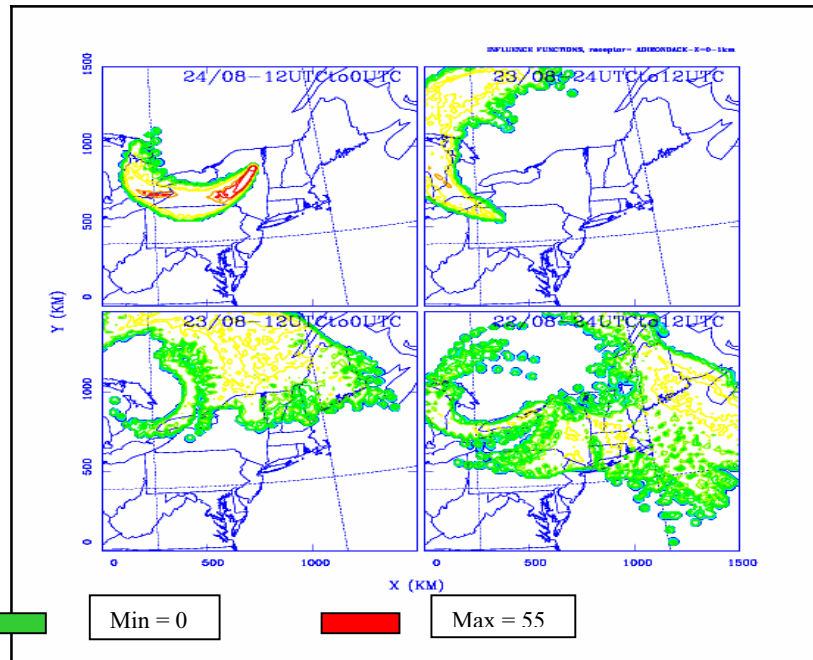 INFLUENCE FUNCTIONS, receptor= ADIRONDACK-Z=0-1km
24/08-12UTCto0UTC
23/08-24UTCto12UTC
23/08-12UTCto0UTC
22/08-24UTCto12UTC
Y (KM)
1500
1000
500
0
1000
500
0
0
500
1000
0
500
1000
1500
X (KM)
Min = 0
Max = 55